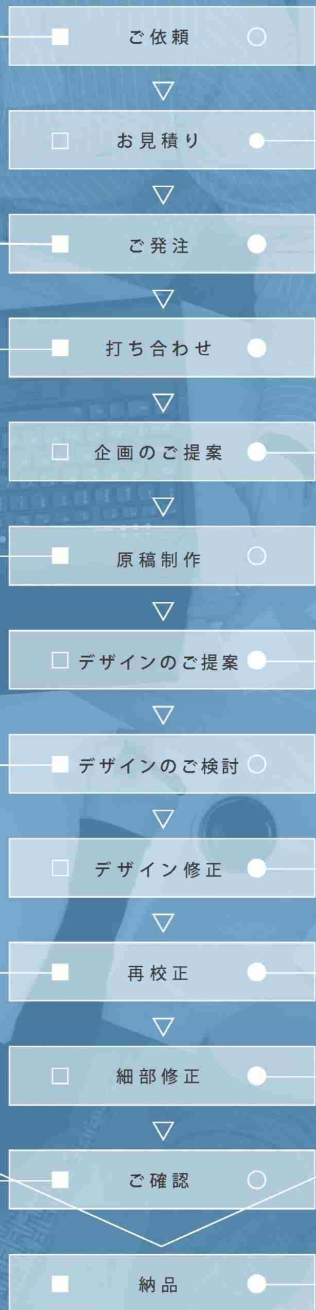 ご依頼
お見積り
ご発注
打ち合わせ
企画のご提案
原稿制作
デザインのご提案
デザインのご検討
デザイン修正
再校正
細部修正
ご確認
納品